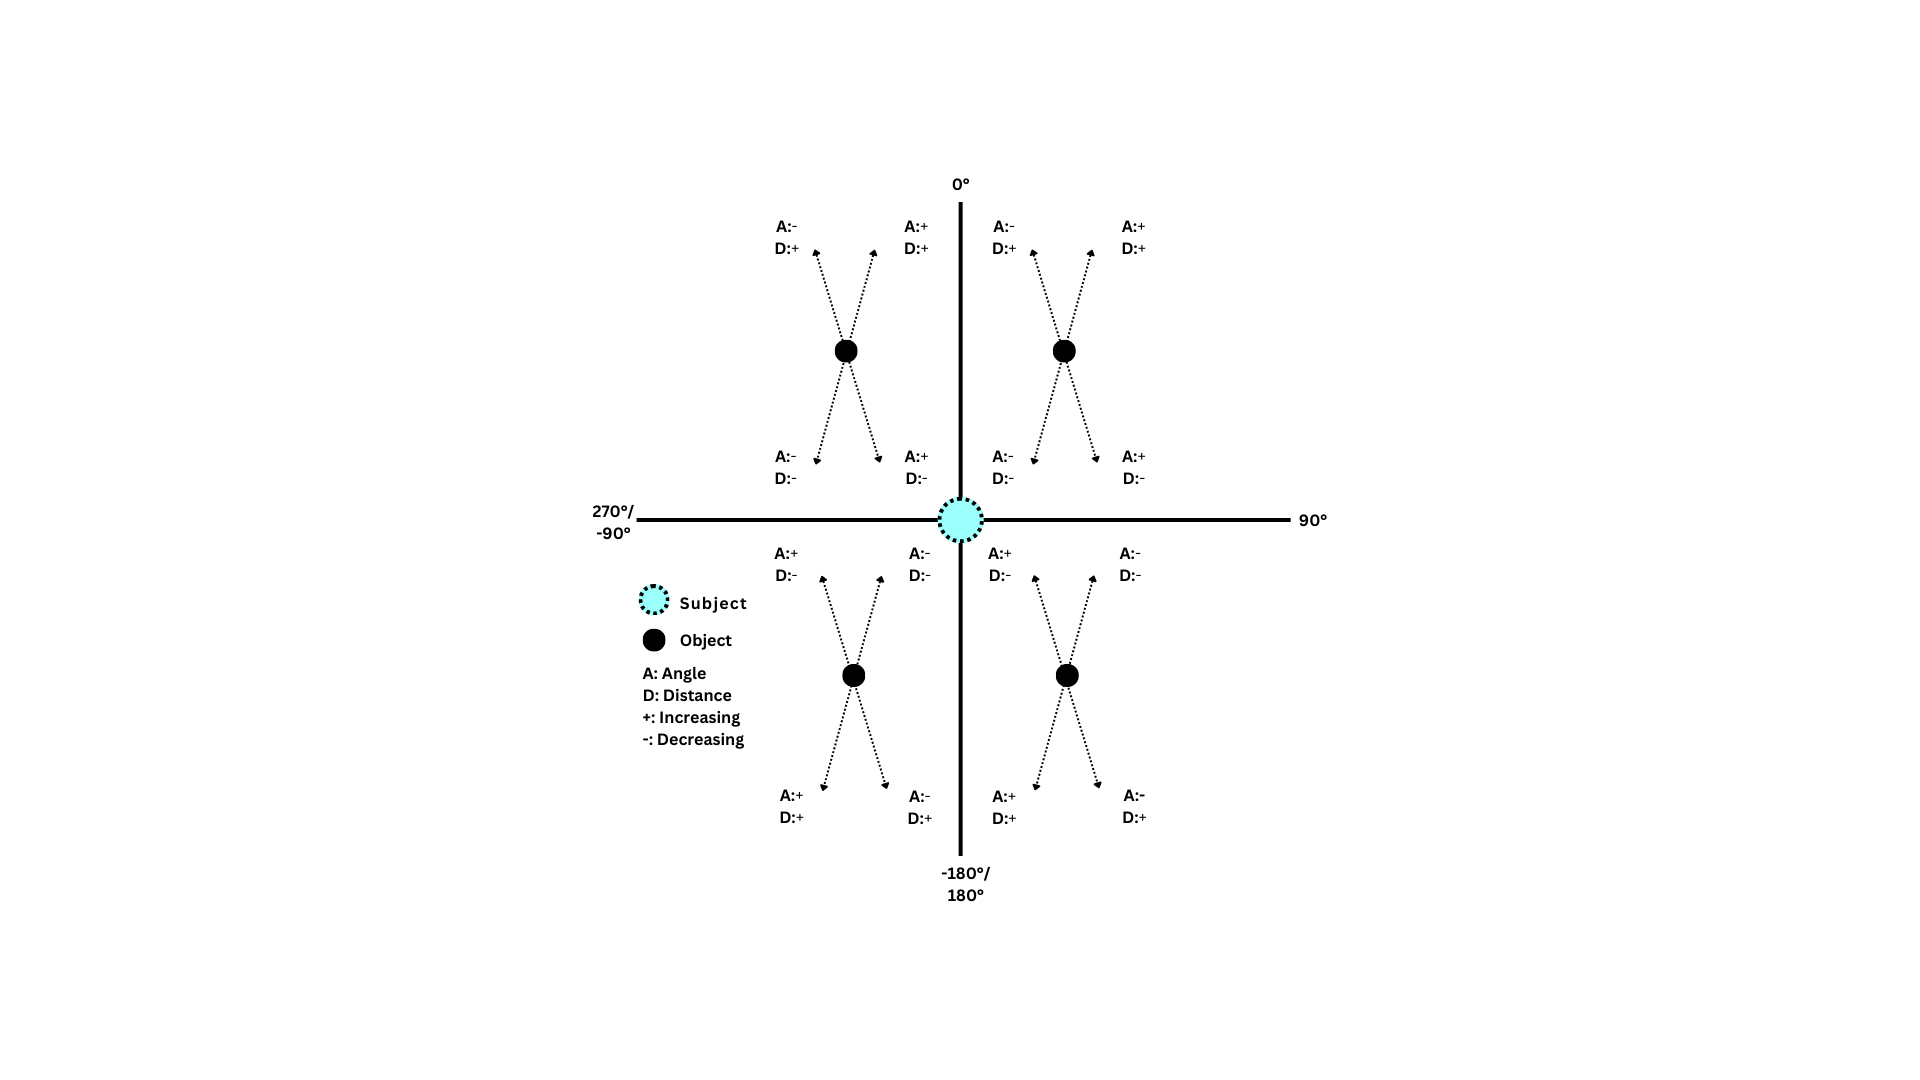 0°
A:-
D:+
A:+
D:+
A:-
D:+
A:+
D:+
A:-
D:-
A:+
D:-
A:-
D:-
A:+
D:-
270°/
-90°
90°
A:+
D:-
A:-
D:-
A:+
D:-
A:-
D:-
Subject
Object
A: Angle
D: Distance
+: Increasing
-: Decreasing
A:+
D:+
A:-
D:+
A:+
D:+
A:-
D:+
-180°/
180°